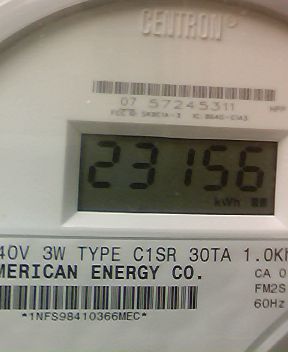 CENTRON
07 57245311
23156
kWh
40V 3W TYPE C1SR 30TA 1.0Kh
MERICAN ENERGY CO.
CA 0
FM2S
60Hz
*1NFS98410366MEC*